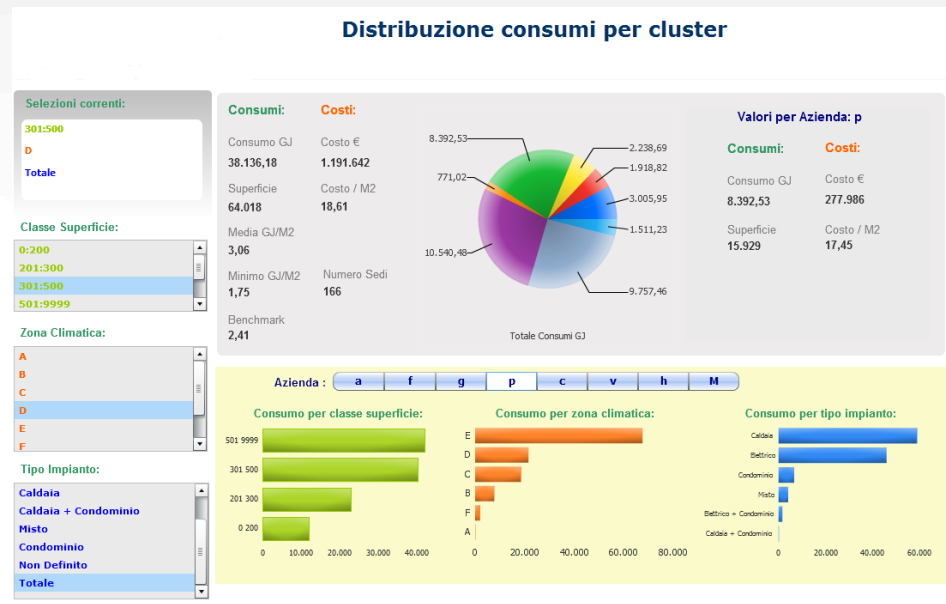 Distribuzione consumi per cluster
Selezioni correnti:
301:500
D
Totale
Classe Superficie:
0:200
201:300
301:500
501:9999
Zona Climatica:
A
B
C
D
E
F
Tipo Impianto:
Caldaia
Caldaia + Condominio
Misto
Condominio
Non Definito
Totale
Consumi: Costi:
Consumo GJ Costo €
38.136,18 1.191.642
Superficie Costo / M2
64.018 18,61
Media GJ/M2
3,06
Minimo GJ/M2 Numero Sedi
1,75 166
Benchmark
2,41
8.392,53
2.238,69
1.918,82
771,02
3.005,95
1.511,23
10.540,48
9.757,46
Totale Consumi GJ
Valori per Azienda: p
Consumi: Costi:
Consumo GJ Costo €
8.392,53 277.986
Superficie Costo / M2
15.929 17,45
Azienda : a f g p c v h M
Consumo per classe superficie:
501 9999
301 500
201 300
0 200
0 10.000 20.000 30.000 40.000
Consumo per zona climatica:
E
D
C
B
F
A
0 20.000 40.000 60.000 80.000
Consumo per tipo impianto:
Caldaia
Elettrico
Condominio
Misto
Elettrico + Condominio
Caldaia + Condominio
0 20.000 40.000 60.000